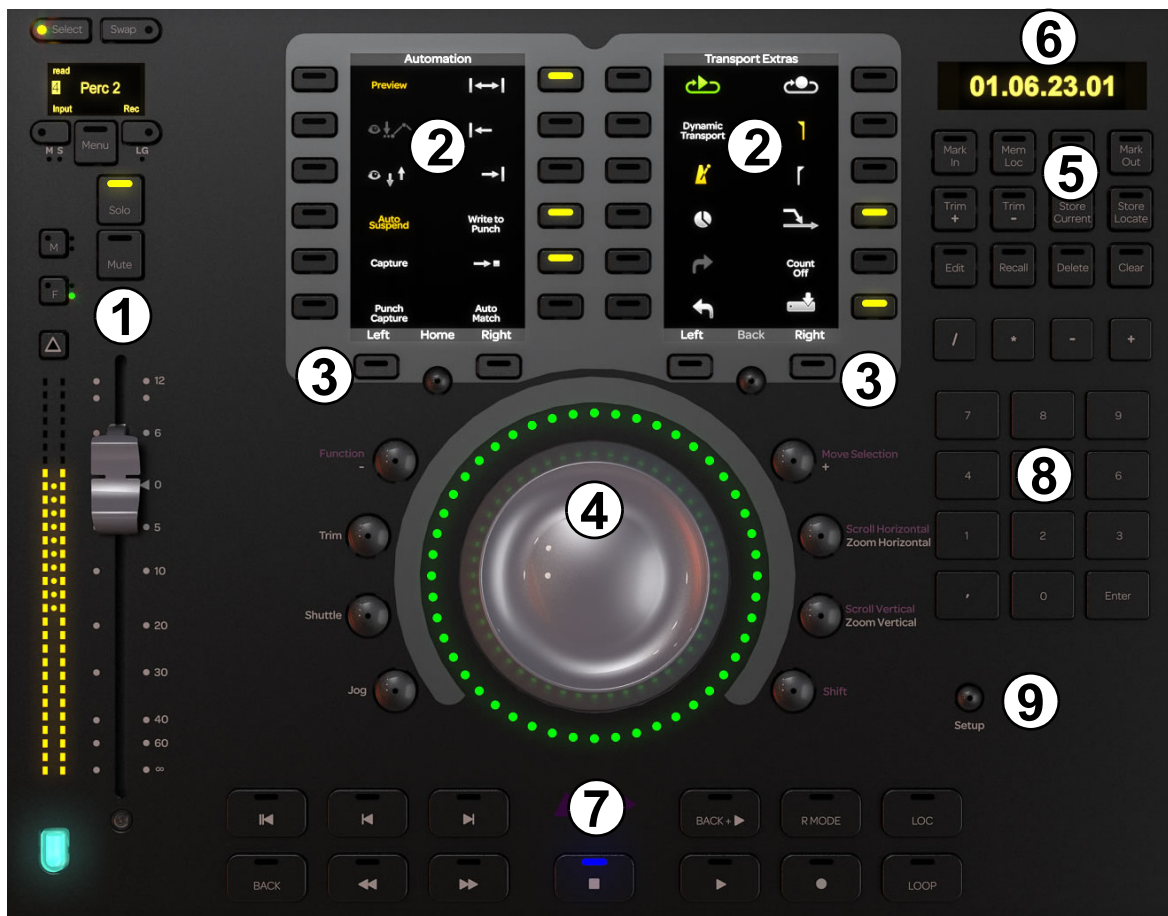 Select Swap
read
4 Perc 2
Input Rec
M S Menu LG
Solo
M
Mute
F
1
12
6
0
5
10
20
30
40
60
∞
Automation
Preview
2
Auto Suspend Write to Punch
Capture
Punch Capture Auto Match
Left Home Right
3
Transport Extras
Dynamic Transport
2
Count Off
Left Back Right
3
Function
-
Trim
Shuttle
Jog
4
Move Selection
+
Scroll Horizontal
Zoom Horizontal
Scroll Vertical
Zoom Vertical
Shift
6
01.06.23.01
Mark In Mem Loc 5 Mark Out
Trim + Trim - Store Current Store Locate
Edit Recall Delete Clear
/ * - +
7 8 9
4 8 6
1 2 3
, 0 Enter
9
Setup
7
BACK + ▶ R MODE LOC
BACK LOOP